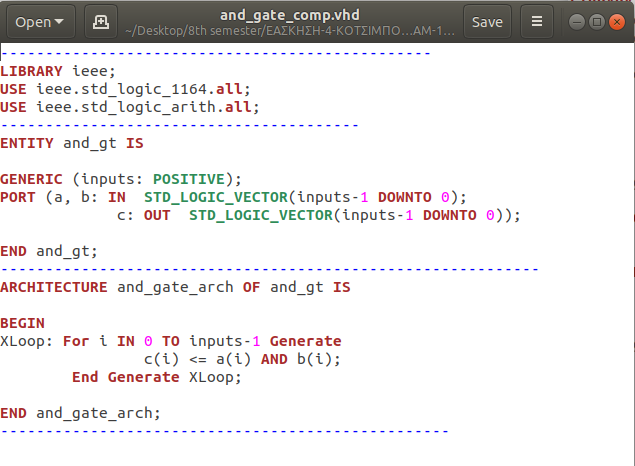 Open
and_gate_comp.vhd
~/Desktop/8th semester/ΕΑΣΚΗΣΗ-4-ΚΟΤΣΙΜΠΟ...ΑΜ-1...
Save
------------------------------------------------
LIBRARY ieee;
USE ieee.std_logic_1164.all;
USE ieee.std_logic_arith.all;
----------------------------------------
ENTITY and_gt IS
GENERIC (inputs: POSITIVE);
PORT (a, b: IN  STD_LOGIC_VECTOR(inputs-1 DOWNTO 0);
             c: OUT  STD_LOGIC_VECTOR(inputs-1 DOWNTO 0));
END and_gt;
------------------------------------------------------------
ARCHITECTURE and_gate_arch OF and_gt IS
BEGIN
XLoop: For i IN 0 TO inputs-1 Generate
                c(i) <= a(i) AND b(i);
        End Generate XLoop;
END and_gate_arch;
--------------------------------------------------